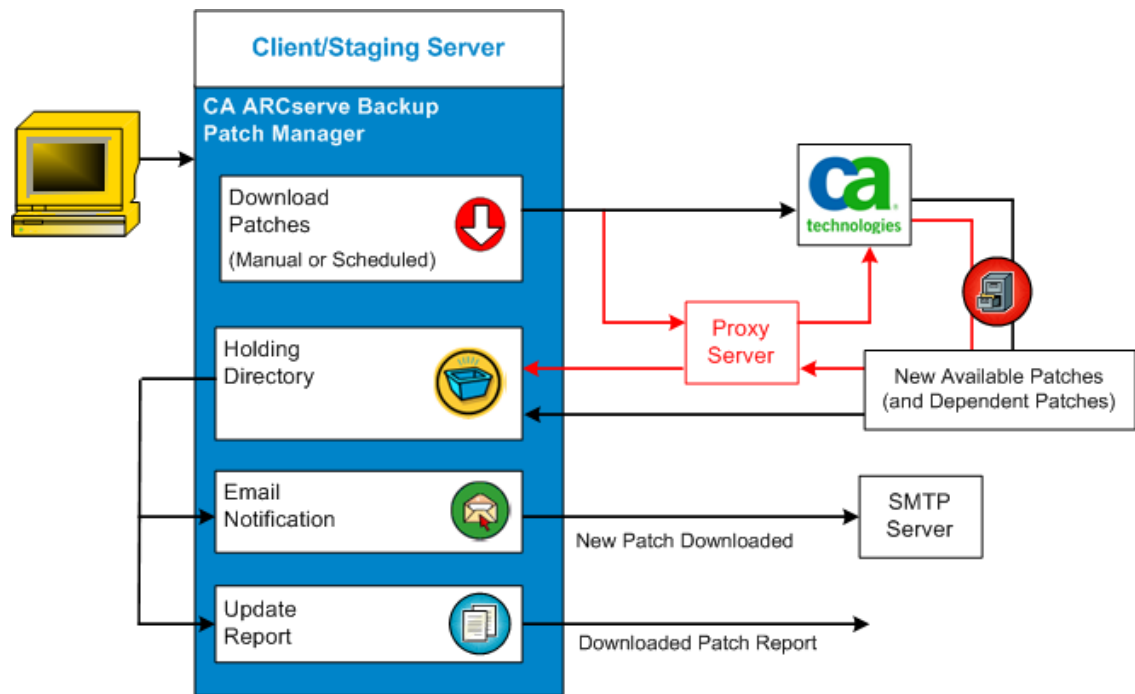 Client/Staging Server
CA ARCserve Backup
Patch Manager
Download
Patches
(Manual or Scheduled)
ca
technologies
Proxy
Server
Holding
Directory
New Available Patches
(and Dependent Patches)
Email
Notification
New Patch Downloaded
SMTP
Server
Update
Report
Downloaded Patch Report